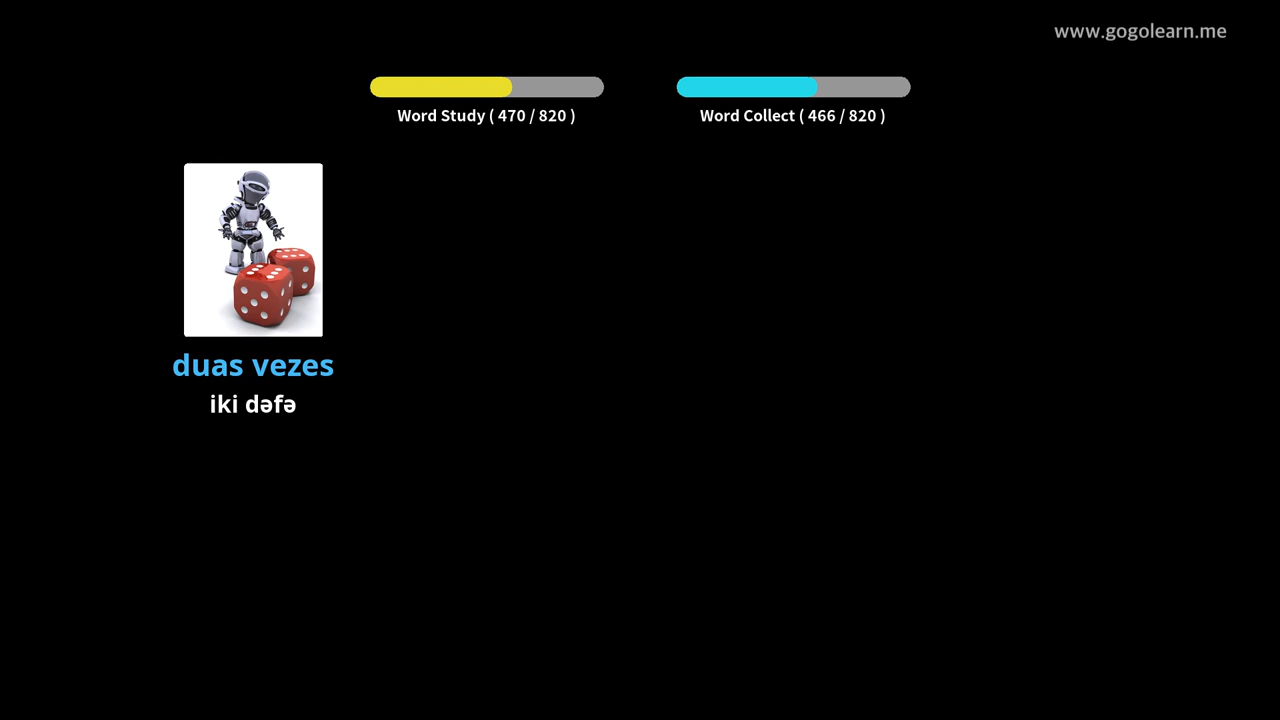 www.gogolearn.me
Word Study ( 470 / 820 )
Word Collect ( 466 / 820 )
duas vezes
iki dəfə